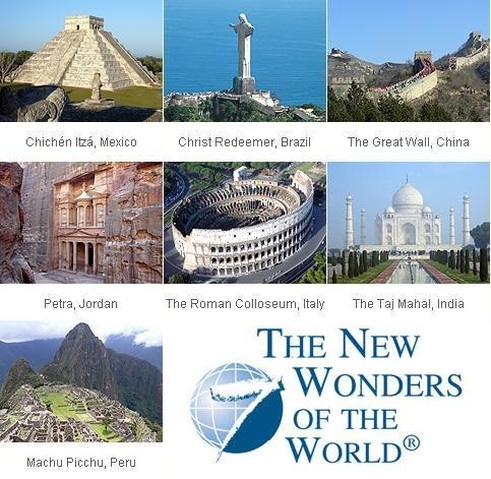 Chichén Itzá, Mexico
Christ Redeemer, Brazil
The Great Wall, China
Petra, Jordan
The Roman Colloseum, Italy
The Taj Mahal, India
Machu Picchu, Peru
THE NEW
WONDERS
OF THE
WORLD®